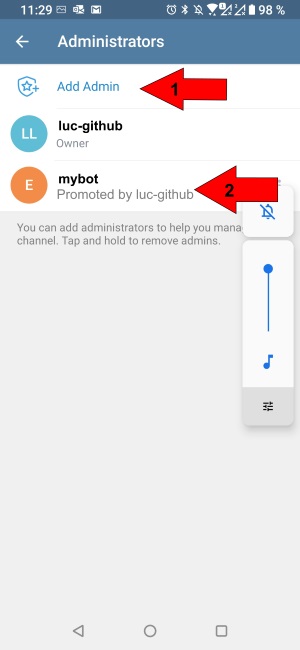 11:29
98 %
Administrators
Add Admin
1
LL
luc-github
Owner
E
mybot
Promoted by luc-github
2
You can add administrators to help you mana
channel. Tap and hold to remove admins.